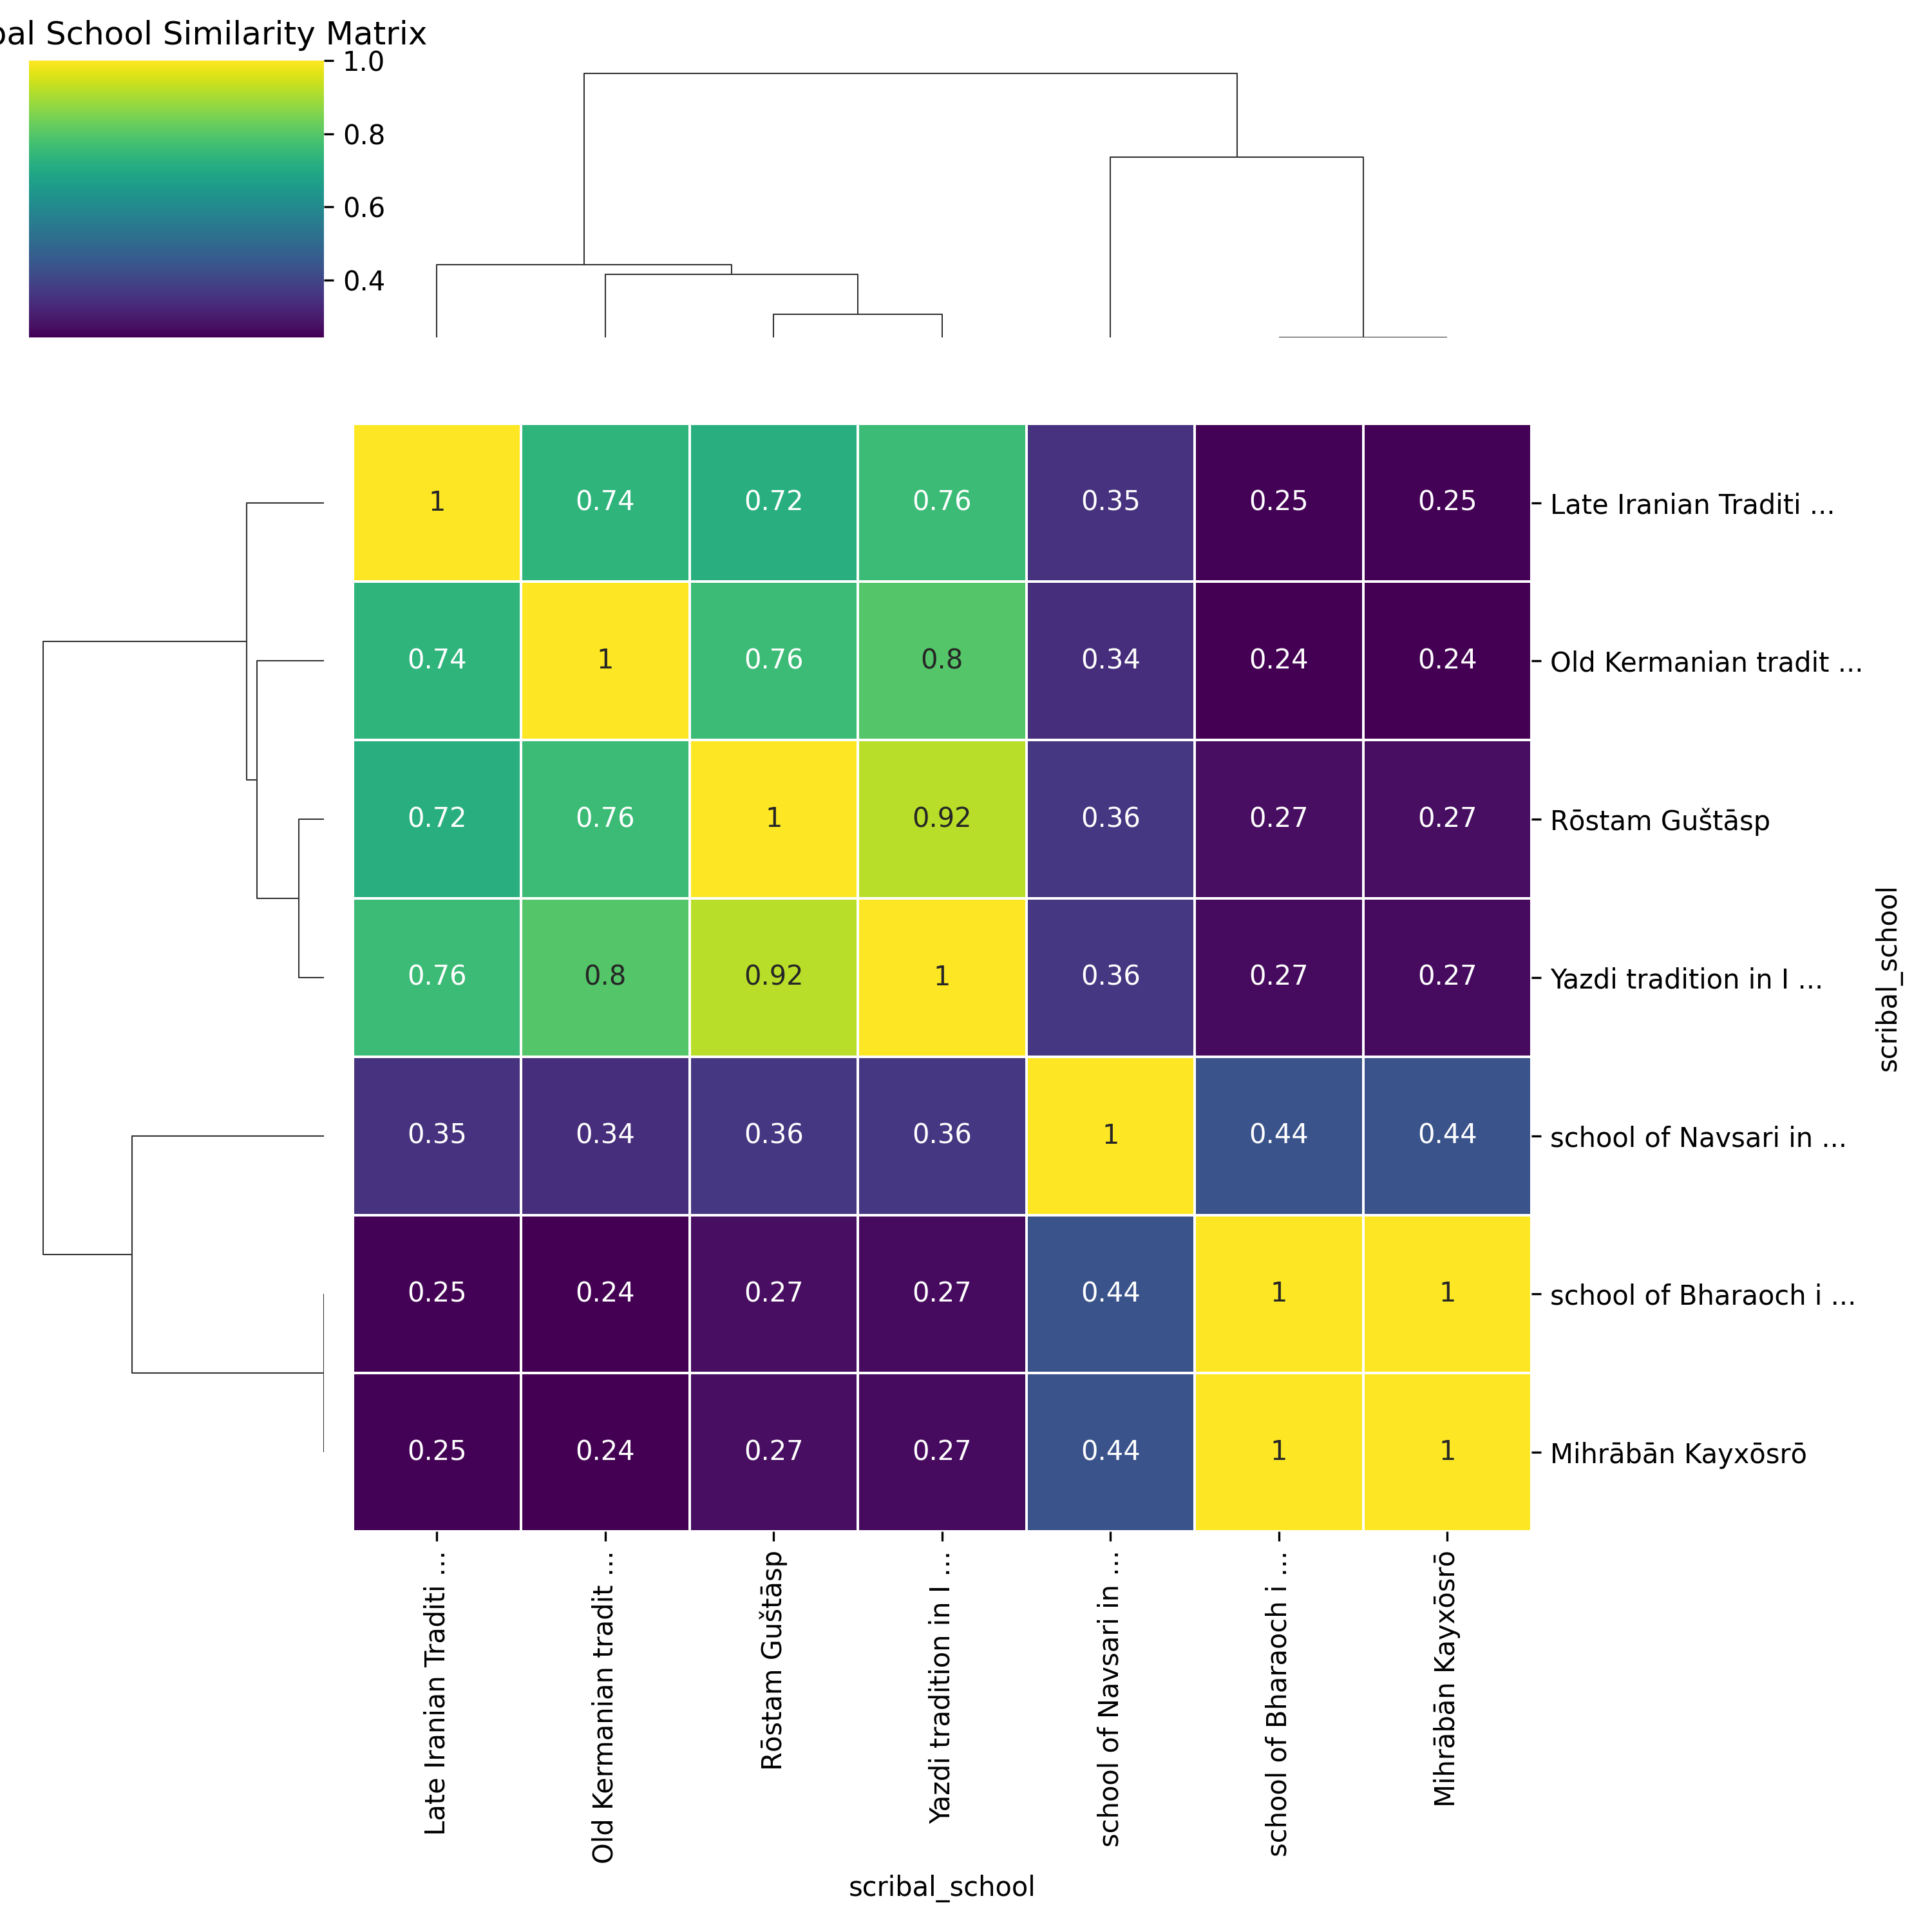 bal School Similarity Matrix
1.0
0.8
0.6
0.4
1 0.74 0.72 0.76 0.35 0.25 0.25 Late Iranian Traditi ...
0.74 1 0.76 0.8 0.34 0.24 0.24 Old Kermanian tradit ...
0.72 0.76 1 0.92 0.36 0.27 0.27 Rōstam Guštāsp
0.76 0.8 0.92 1 0.36 0.27 0.27 Yazdi tradition in I ...
0.35 0.34 0.36 0.36 1 0.44 0.44 school of Navsari in ...
0.25 0.24 0.27 0.27 0.44 1 1 school of Bharaoch i ...
0.25 0.24 0.27 0.27 0.44 1 1 Mihrābān Kayxōsrō
scribal_school
Late Iranian Traditi ...
Old Kermanian tradit ...
Rōstam Guštāsp
Yazdi tradition in I ...
school of Navsari in ...
school of Bharaoch i ...
Mihrābān Kayxōsrō
scribal_school